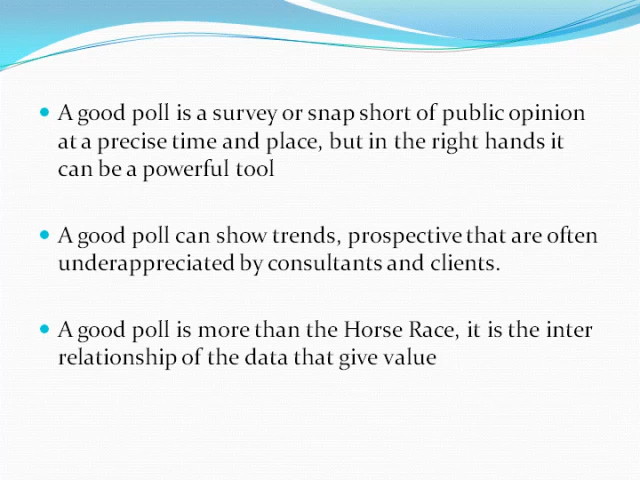 A good poll is a survey or snap short of public opinion
at a precise time and place, but in the right hands it
can be a powerful tool
A good poll can show trends, prospective that are often
underappreciated by consultants and clients.
A good poll is more than the Horse Race, it is the inter
relationship of the data that give value